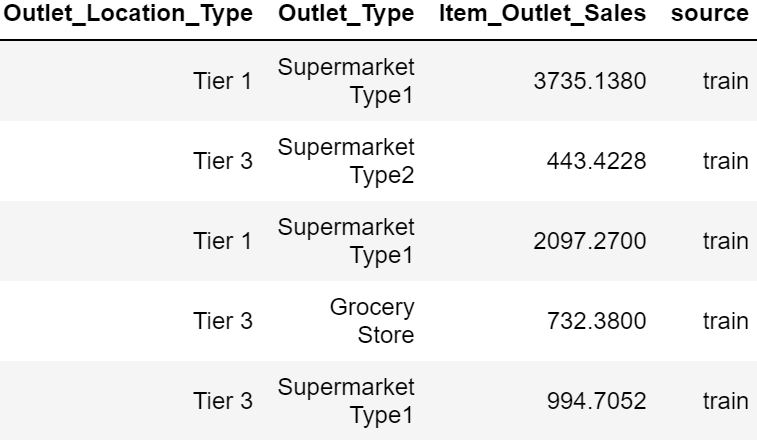 Outlet_Location_Type Outlet_Type Item_Outlet_Sales source
Tier 1 Supermarket Type1 3735.1380 train
Tier 3 Supermarket Type2 443.4228 train
Tier 1 Supermarket Type1 2097.2700 train
Tier 3 Grocery Store 732.3800 train
Tier 3 Supermarket Type1 994.7052 train